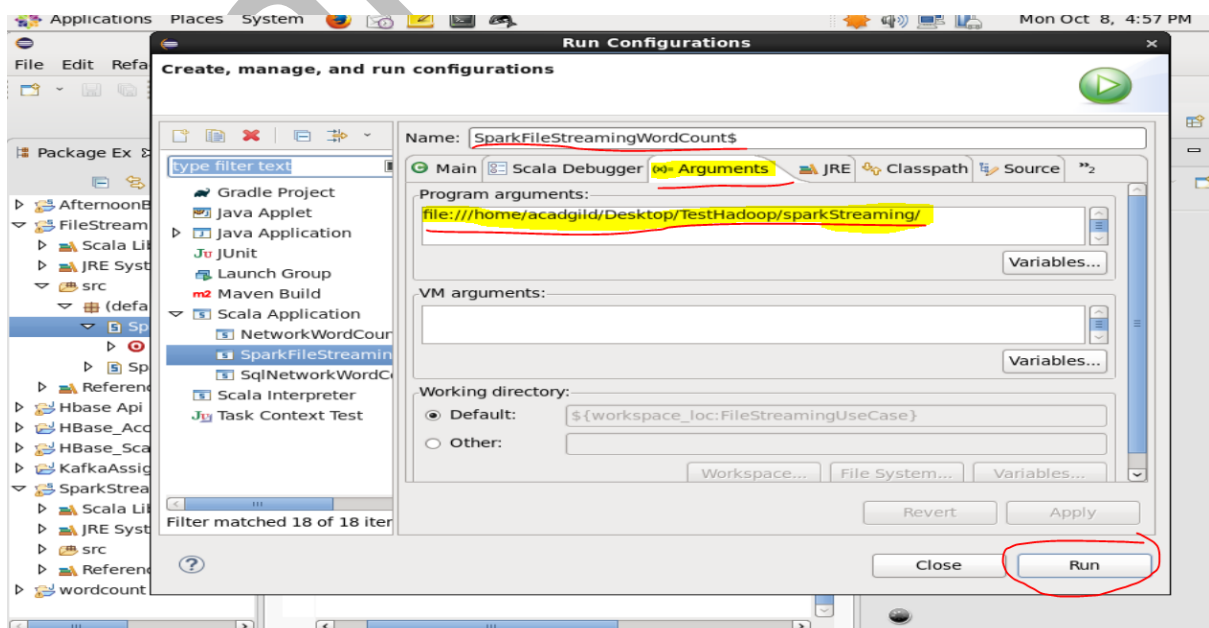 Applications Places System Mon Oct 8, 4:57 PM
Run Configurations
File Edit Refa
Create, manage, and run configurations
Package Ex
AfternoonB
FileStream
Scala Lil
JRE Syst
src
(defa
Sp
Sp
Referen
Hbase Api
HBase_Acc
HBase_Sca
KafkaAssig
SparkStrea
Scala Lil
JRE Syst
src
Referen
wordcount
type filter text
Gradle Project
Java Applet
Java Application
JUnit
Launch Group
Maven Build
Scala Application
NetworkWordCour
SparkFileStreamin
SqlNetworkWordC
Scala Interpreter
Task Context Test
Filter matched 18 of 18 iter
Name: SparkFileStreamingWordCount$
Main Scala Debugger Arguments JRE Classpath Source »2
Program arguments:
file:///home/acadgild/Desktop/TestHadoop/sparkStreaming/
Variables...
VM arguments:
Variables...
Working directory:
Default: ${workspace_loc:FileStreamingUseCase}
Other:
Workspace... File System... Variables...
Revert Apply
Close Run